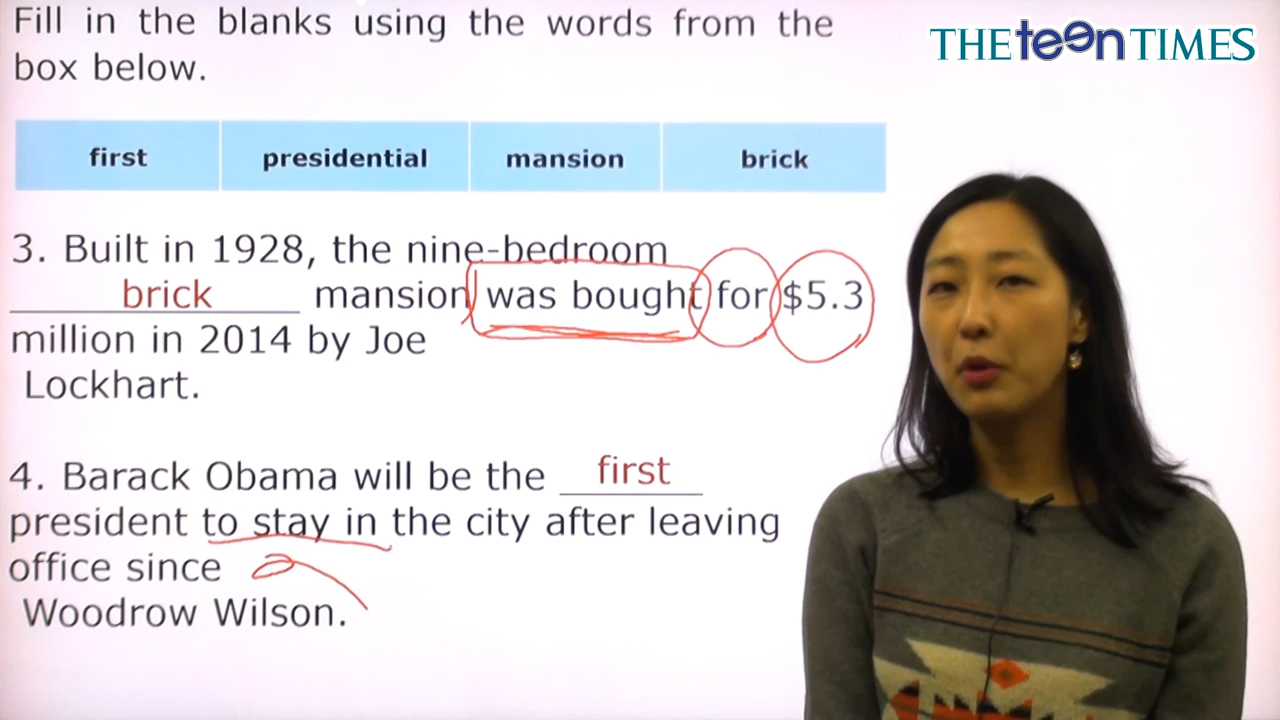 Fill in the blanks using the words from the
box below.
THE teen TIMES
first presidential mansion brick
3. Built in 1928, the nine-bedroom
brick mansion was bought for $5.3
million in 2014 by Joe
Lockhart.
4. Barack Obama will be the first
president to stay in the city after leaving
office since
Woodrow Wilson.